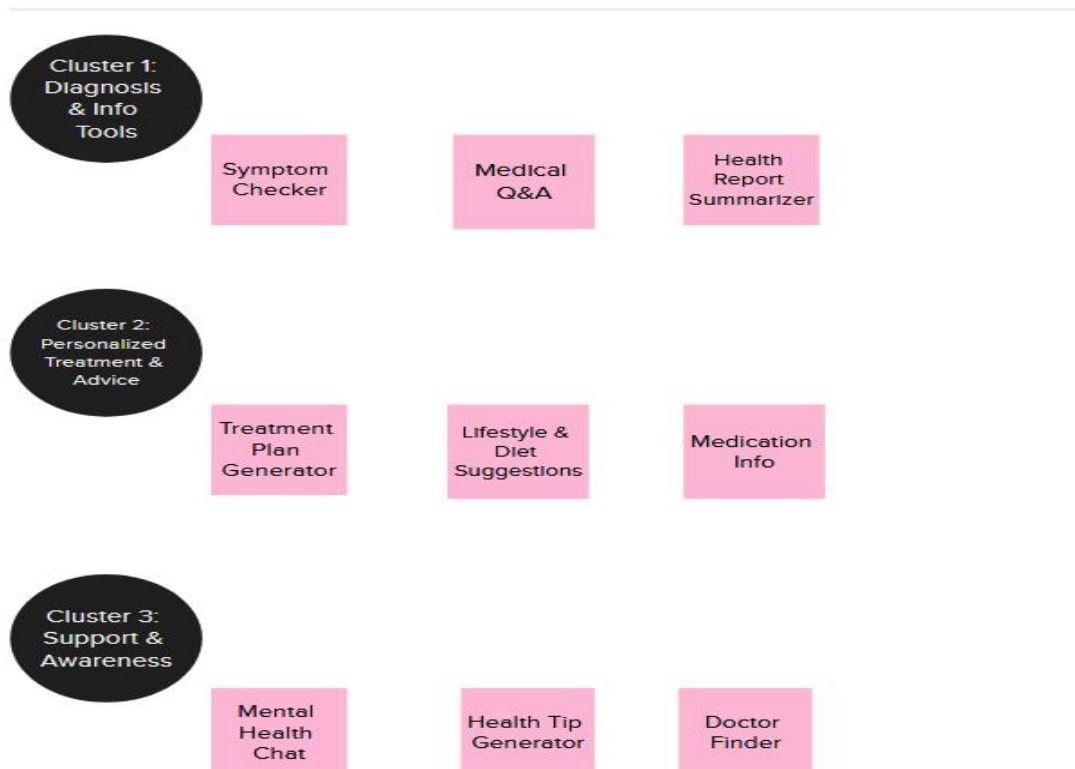 Cluster 1:
Diagnosis
& Info
Tools
Symptom
Checker
Medical
Q&A
Health
Report
Summarizer
Cluster 2:
Personalized
Treatment &
Advice
Treatment
Plan
Generator
Lifestyle &
Diet
Suggestions
Medication
Info
Cluster 3:
Support &
Awareness
Mental
Health
Chat
Health Tip
Generator
Doctor
Finder